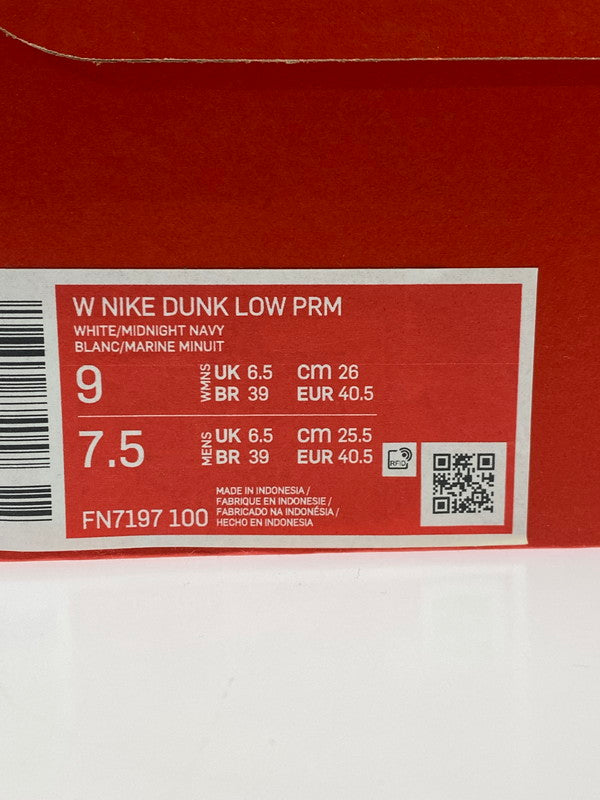 W NIKE DUNK LOW PRM
WHITE/MIDNIGHT NAVY
BLANC/MARINE MINUIT
9 WMNS UK 6.5 cm 26
BR 39 EUR 40.5
7.5 MENS UK 6.5 cm 25.5
BR 39 EUR 40.5
RFID
FN7197 100
MADE IN INDONESIA /
FABRIQUE EN INDONESIE /
FABRICADO NA INDONÉSIA /
HECHO EN INDONESIA